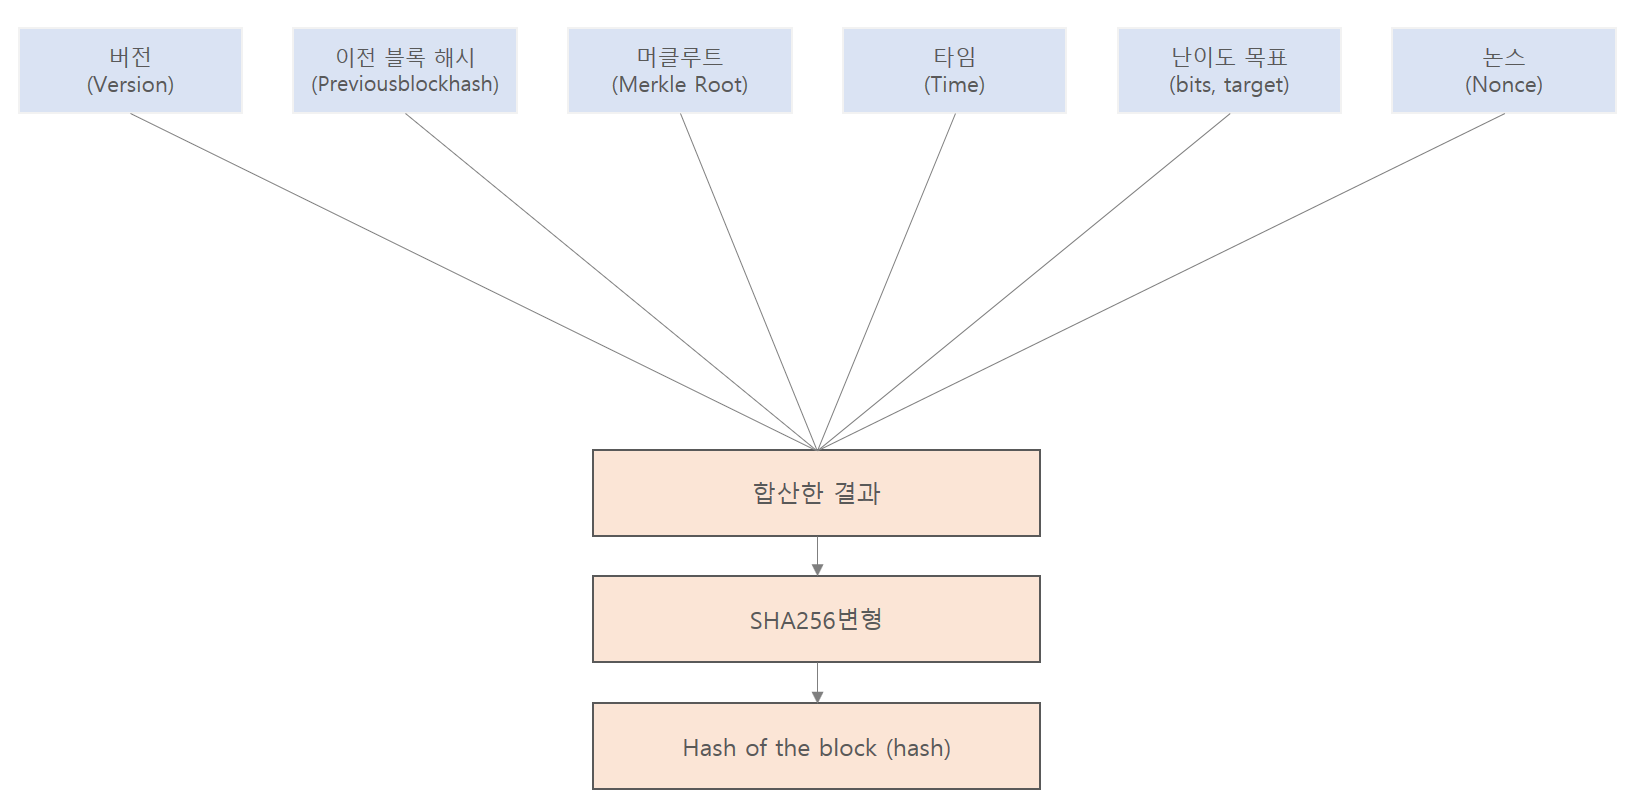 버전
(Version)
이전 블록 해시
(Previousblockhash)
머클루트
(Merkle Root)
타임
(Time)
난이도 목표
(bits, target)
논스
(Nonce)
합산한 결과
SHA256변형
Hash of the block (hash)